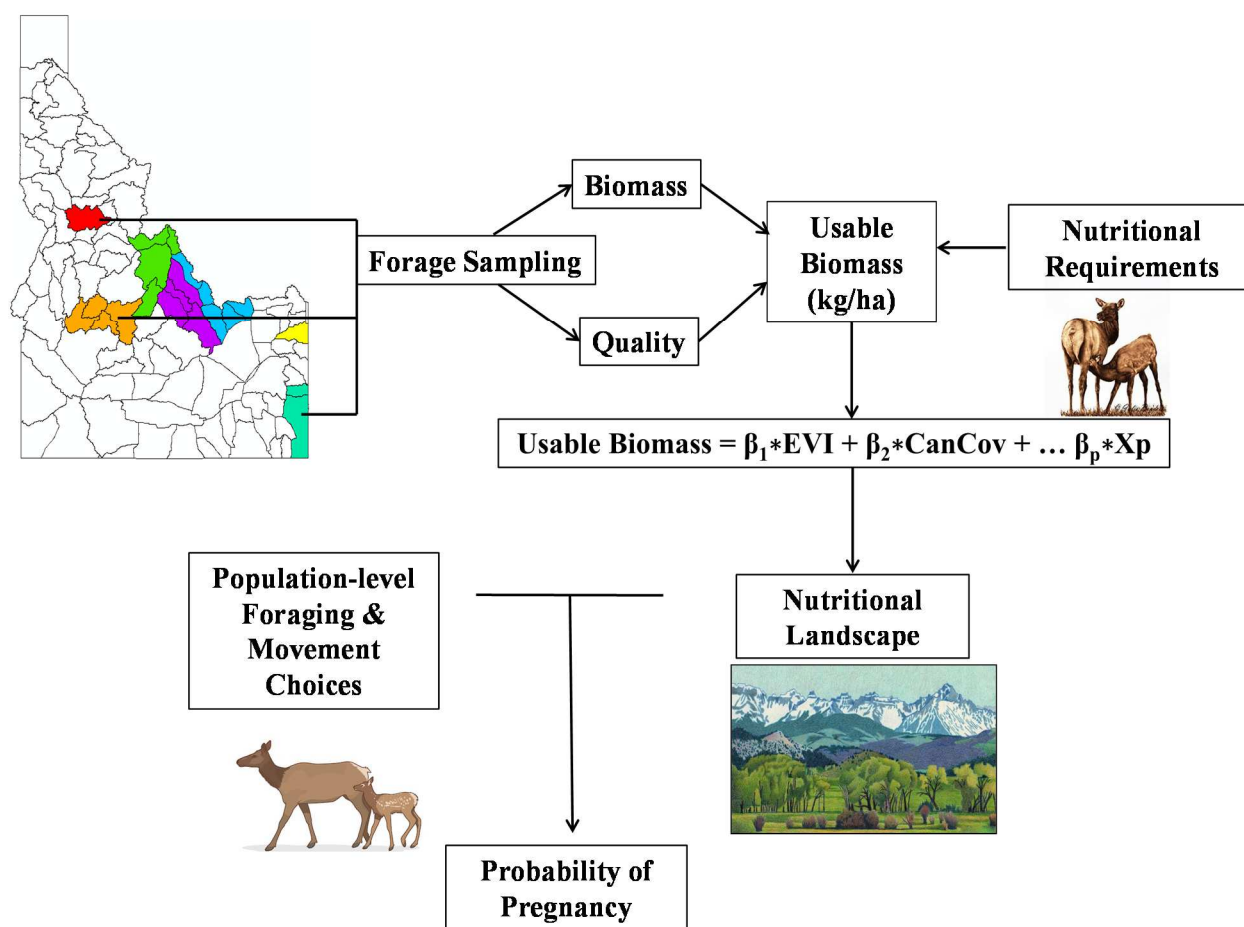 Biomass
Forage Sampling
Quality
Usable
Biomass
(kg/ha)
Nutritional
Requirements
Usable Biomass = β₁*EVI + β₂*CanCov + … βₚ*Xp
Population-level
Foraging &
Movement
Choices
Nutritional
Landscape
Probability of
Pregnancy